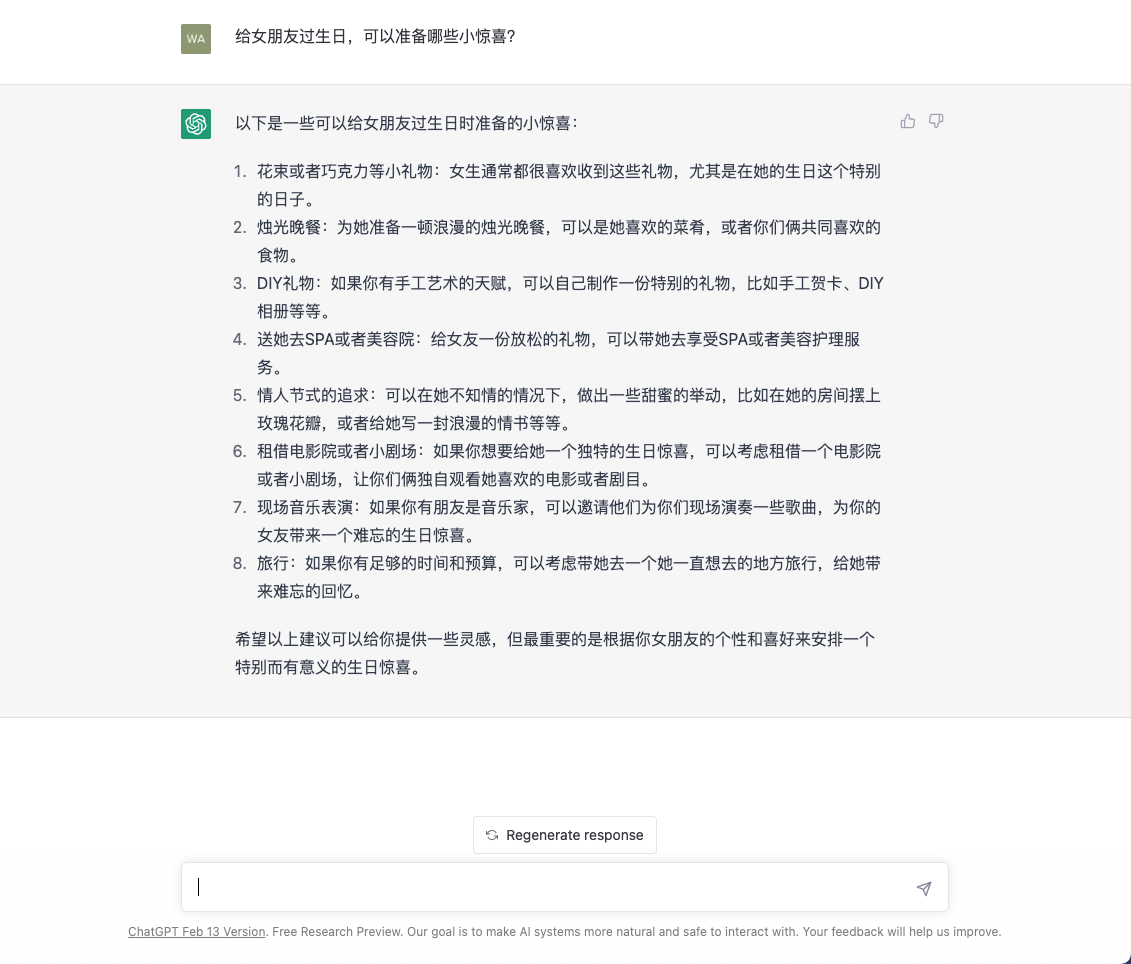 WA
给女朋友过生日，可以准备哪些小惊喜？
以下是一些可以给女朋友过生日时准备的小惊喜：
1. 花束或者巧克力等小礼物：女生通常都很喜欢收到这些礼物，尤其是在她的生日这个特别
的日子。
2. 烛光晚餐：为她准备一顿浪漫的烛光晚餐，可以是她喜欢的菜肴，或者你们俩共同喜欢的
食物。
3. DIY礼物：如果你有手工艺术的天赋，可以自己制作一份特别的礼物，比如手工贺卡、DIY
相册等等。
4. 送她去SPA或者美容院：给女友一份放松的礼物，可以带她去享受SPA或者美容护理服
务。
5. 情人节式的追求：可以在她不知情的情况下，做出一些甜蜜的举动，比如在她的房间摆上
玫瑰花瓣，或者给她写一封浪漫的情书等等。
6. 租借电影院或者小剧场：如果你想要给她一个独特的生日惊喜，可以考虑租借一个电影院
或者小剧场，让你们俩独自观看她喜欢的电影或者剧目。
7. 现场音乐表演：如果你有朋友是音乐家，可以邀请他们为你们现场演奏一些歌曲，为你的
女友带来一个难忘的生日惊喜。
8. 旅行：如果你有足够的时间和预算，可以考虑带她去一个她一直想去的地方旅行，给她带
来难忘的回忆。
希望以上建议可以给你提供一些灵感，但最重要的是根据你女朋友的个性和喜好来安排一个
特别而有意义的生日惊喜。
Regenerate response
ChatGPT Feb 13 Version. Free Research Preview. Our goal is to make AI systems more natural and safe to interact with. Your feedback will help us improve.